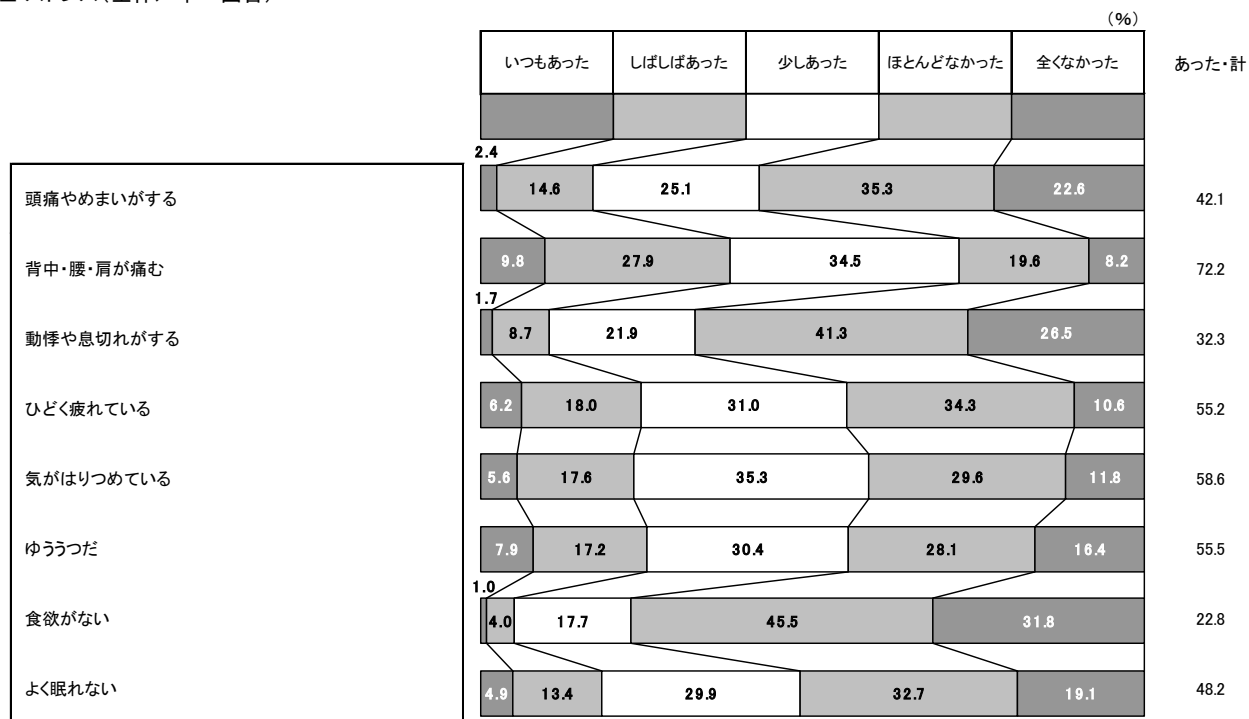 (%)
いつもあった しばしばあった 少しあった ほとんどなかった 全くなかった あった・計
頭痛やめまいがする 2.4 14.6 25.1 35.3 22.6 42.1
背中・腰・肩が痛む 9.8 27.9 34.5 19.6 8.2 72.2
動悸や息切れがする 1.7 8.7 21.9 41.3 26.5 32.3
ひどく疲れている 6.2 18.0 31.0 34.3 10.6 55.2
気がはりつめている 5.6 17.6 35.3 29.6 11.8 58.6
ゆううつだ 7.9 17.2 30.4 28.1 16.4 55.5
食欲がない 1.0 4.0 17.7 45.5 31.8 22.8
よく眠れない 4.9 13.4 29.9 32.7 19.1 48.2